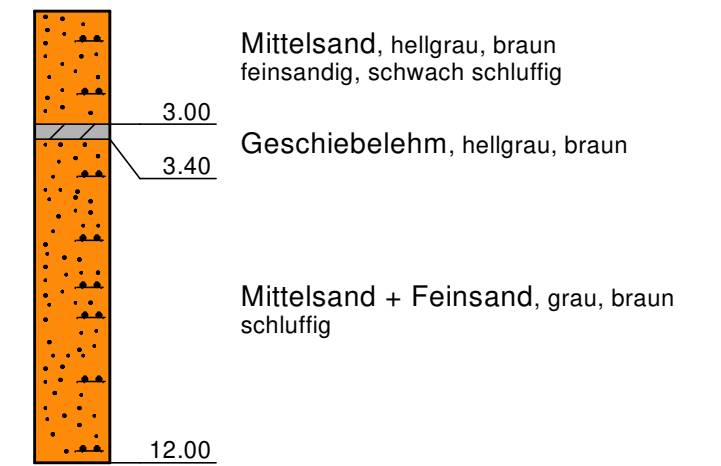 Mittelsand, hellgrau, braun
feinsandig, schwach schluffig
3.00
Geschiebelehm, hellgrau, braun
3.40
Mittelsand + Feinsand, grau, braun
schluffig
12.00